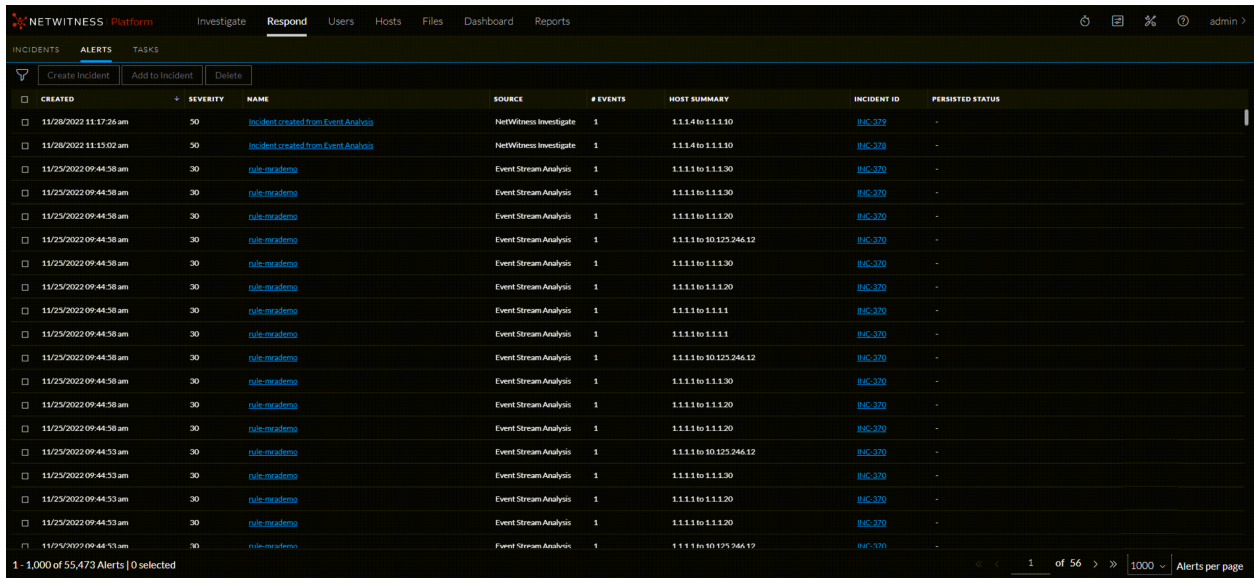 NETWITNESS Platform Investigate Respond Users Hosts Files Dashboard Reports admin >
INCIDENTS ALERTS TASKS
Create Incident Add to Incident Delete
CREATED SEVERITY NAME SOURCE # EVENTS HOST SUMMARY INCIDENT ID PERSISTED STATUS
11/28/2022 11:17:26 am 50 Incident created from Event Analysis NetWitness Investigate 1 1.1.1.4 to 1.1.1.10 INC-379 -
11/28/2022 11:15:02 am 50 Incident created from Event Analysis NetWitness Investigate 1 1.1.1.4 to 1.1.1.10 INC-378 -
11/25/2022 09:44:58 am 30 rule-mrademo Event Stream Analysis 1 1.1.1.1 to 1.1.1.30 INC-370 -
11/25/2022 09:44:58 am 30 rule-mrademo Event Stream Analysis 1 1.1.1.1 to 1.1.1.30 INC-370 -
11/25/2022 09:44:58 am 30 rule-mrademo Event Stream Analysis 1 1.1.1.1 to 1.1.1.20 INC-370 -
11/25/2022 09:44:58 am 30 rule-mrademo Event Stream Analysis 1 1.1.1.1 to 10.125.246.12 INC-370 -
11/25/2022 09:44:58 am 30 rule-mrademo Event Stream Analysis 1 1.1.1.1 to 1.1.1.30 INC-370 -
11/25/2022 09:44:58 am 30 rule-mrademo Event Stream Analysis 1 1.1.1.1 to 1.1.1.20 INC-370 -
11/25/2022 09:44:58 am 30 rule-mrademo Event Stream Analysis 1 1.1.1.1 to 1.1.1.1 INC-370 -
11/25/2022 09:44:58 am 30 rule-mrademo Event Stream Analysis 1 1.1.1.1 to 1.1.1.1 INC-370 -
11/25/2022 09:44:58 am 30 rule-mrademo Event Stream Analysis 1 1.1.1.1 to 10.125.246.12 INC-370 -
11/25/2022 09:44:58 am 30 rule-mrademo Event Stream Analysis 1 1.1.1.1 to 1.1.1.30 INC-370 -
11/25/2022 09:44:58 am 30 rule-mrademo Event Stream Analysis 1 1.1.1.1 to 1.1.1.20 INC-370 -
11/25/2022 09:44:58 am 30 rule-mrademo Event Stream Analysis 1 1.1.1.1 to 1.1.1.20 INC-370 -
11/25/2022 09:44:53 am 30 rule-mrademo Event Stream Analysis 1 1.1.1.1 to 10.125.246.12 INC-370 -
11/25/2022 09:44:53 am 30 rule-mrademo Event Stream Analysis 1 1.1.1.1 to 1.1.1.30 INC-370 -
11/25/2022 09:44:53 am 30 rule-mrademo Event Stream Analysis 1 1.1.1.1 to 1.1.1.20 INC-370 -
11/25/2022 09:44:53 am 30 rule-mrademo Event Stream Analysis 1 1.1.1.1 to 1.1.1.20 INC-370 -
11/25/2022 09:44:53 am 30 rule-mrademo Event Stream Analysis 1 1.1.1.1 to 10.125.246.12 INC-370 -
1 - 1,000 of 55,473 Alerts | 0 selected « < 1 of 56 > » 1000 Alerts per page